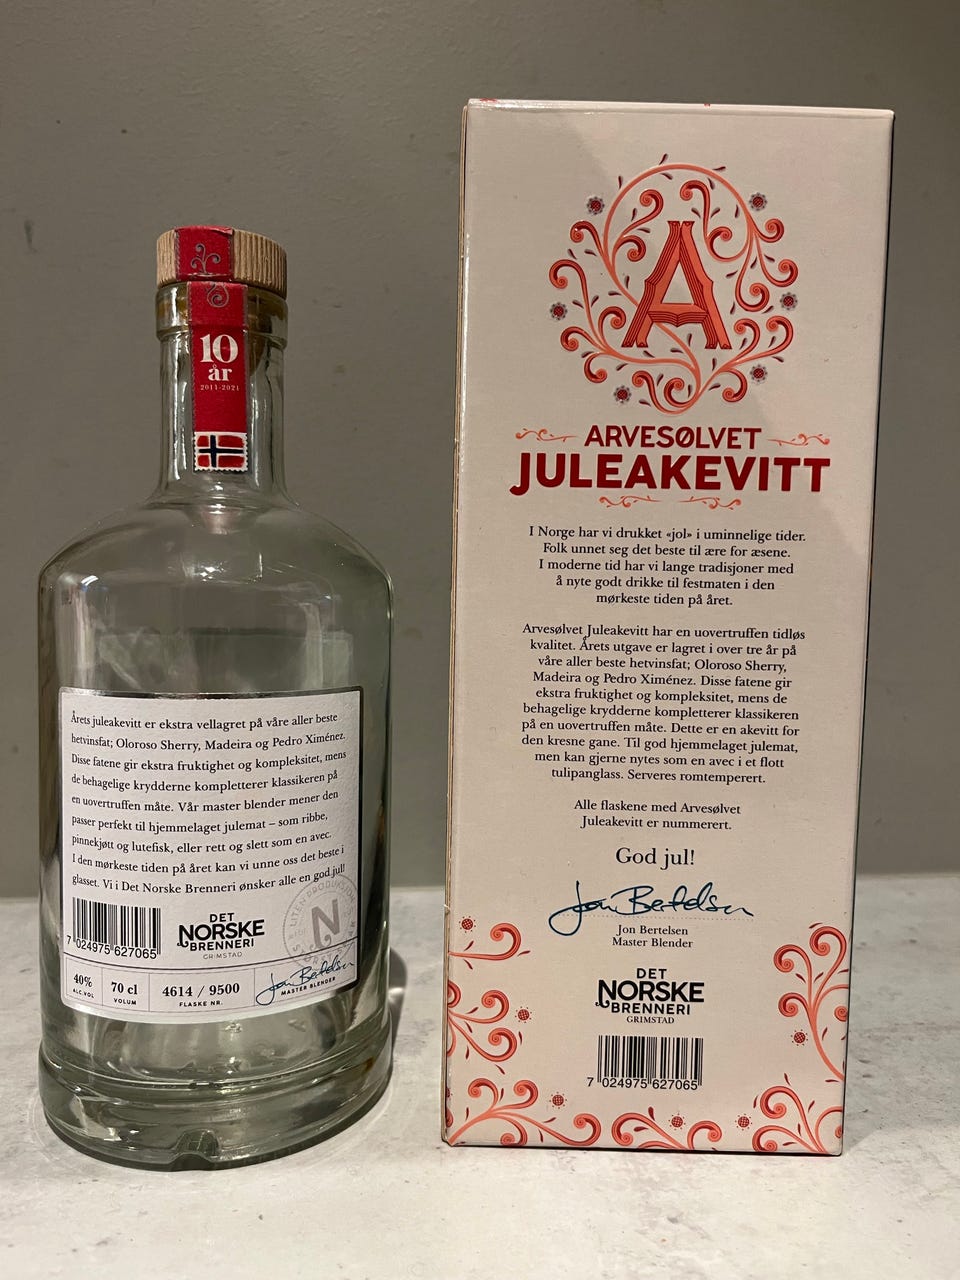 10
år
2011-2021
Årets juleakevitt er ekstra vellagret på våre aller beste
hetvinsfat; Oloroso Sherry, Madeira og Pedro Ximénez.
Disse fatene gir ekstra fruktighet og kompleksitet, mens
de behagelige krydderne kompletterer klassikeren på
en uovertruffen måte. Vår master blender mener den
passer perfekt til hjemmelaget julemat – som ribbe,
pinnekjøtt og lutefisk, eller rett og slett som en avec.
I den mørkeste tiden på året kan vi unne oss det beste i
glasset. Vi i Det Norske Brenneri ønsker alle en god jul!
7 024975 627065
DET
NORSKE
BRENNERI
GRIMSTAD
LITEN PRODUKSJON
N
40%
ALC.VOL
70 cl
VOLUM
4614 / 9500
FLASKE NR.
Jon Bertelsen
MASTER BLENDER
A
ARVESØLVET
JULEAKEVITT
I Norge har vi drukket «jol» i uminnelige tider.
Folk unnet seg det beste til ære for æsene.
I moderne tid har vi lange tradisjoner med
å nyte godt drikke til festmaten i den
mørkeste tiden på året.
Arvesølvet Juleakevitt har en uovertruffen tidløs
kvalitet. Årets utgave er lagret i over tre år på
våre aller beste hetvinsfat; Oloroso Sherry,
Madeira og Pedro Ximénez. Disse fatene gir
ekstra fruktighet og kompleksitet, mens de
behagelige krydderne kompletterer klassikeren
på en uovertruffen måte. Dette er en akevitt for
den kresne gane. Til god hjemmelaget julemat,
men kan gjerne nytes som en avec i et flott
tulipanglass. Serveres romtemperert.
Alle flaskene med Arvesølvet
Juleakevitt er nummerert.
God jul!
Jon Bertelsen
Jon Bertelsen
Master Blender
DET
NORSKE
BRENNERI
GRIMSTAD
7 024975 627065